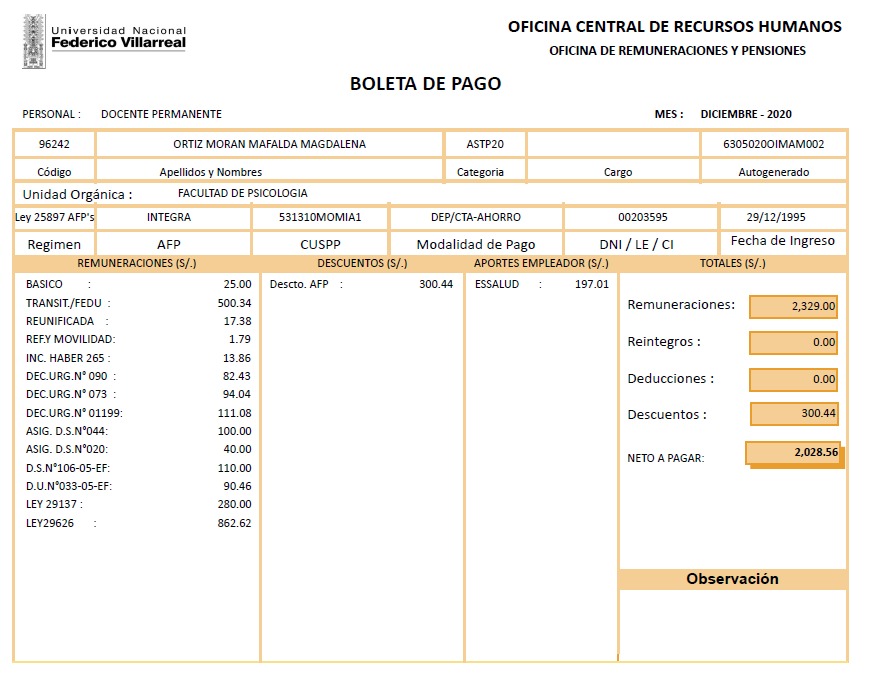 Universidad Nacional
Federico Villarreal
OFICINA CENTRAL DE RECURSOS HUMANOS
OFICINA DE REMUNERACIONES Y PENSIONES
BOLETA DE PAGO
PERSONAL : DOCENTE PERMANENTE MES : DICIEMBRE - 2020
96242 ORTIZ MORAN MAFALDA MAGDALENA ASTP20 6305020OIMAM002
Código Apellidos y Nombres Categoria Cargo Autogenerado
Unidad Orgánica : FACULTAD DE PSICOLOGIA
Ley 25897 AFP's INTEGRA 531310MOMIA1 DEP/CTA-AHORRO 00203595 29/12/1995
Regimen AFP CUSPP Modalidad de Pago DNI / LE / CI Fecha de Ingreso
REMUNERACIONES (S/.) DESCUENTOS (S/.) APORTES EMPLEADOR (S/.) TOTALES (S/.)
BASICO : 25.00
TRANSIT./FEDU : 500.34
REUNIFICADA : 17.38
REF.Y MOVILIDAD: 1.79
INC. HABER 265 : 13.86
DEC.URG.N° 090 : 82.43
DEC.URG.N° 073 : 94.04
DEC.URG.N° 01199: 111.08
ASIG. D.S.N°044: 100.00
ASIG. D.S.N°020: 40.00
D.S.N°106-05-EF: 110.00
D.U.N°033-05-EF: 90.46
LEY 29137 : 280.00
LEY29626 : 862.62
Descto. AFP : 300.44
ESSALUD : 197.01
Remuneraciones: 2,329.00
Reintegros : 0.00
Deducciones : 0.00
Descuentos : 300.44
NETO A PAGAR: 2,028.56
Observación